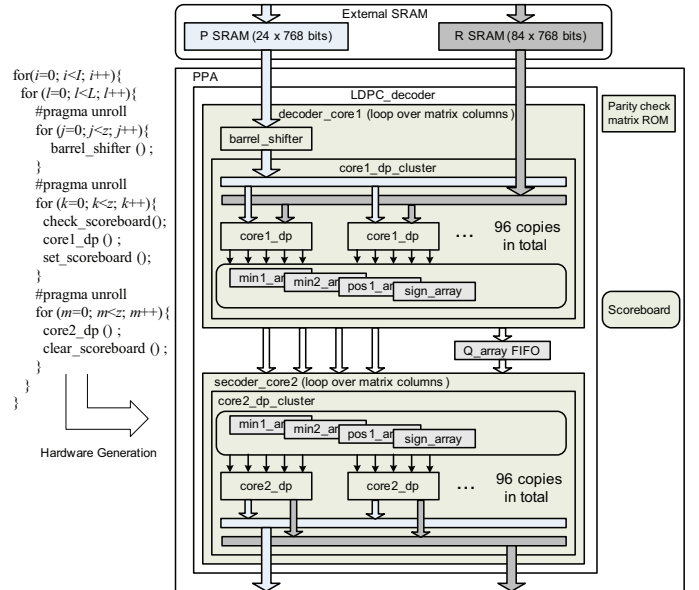 External SRAM
P SRAM (24 x 768 bits)
R SRAM (84 x 768 bits)
for(i=0; i<I; i++){
for (l=0; l<L; l++){
#pragma unroll
for (j=0; j<z; j++){
barrel_shifter () ;
}
#pragma unroll
for (k=0; k<z; k++){
check_scoreboard();
core1_dp () ;
set_scoreboard ();
}
#pragma unroll
for (m=0; m<z; m++){
core2_dp () ;
clear_scoreboard () ;
}
}
}
Hardware Generation
PPA
LDPC_decoder
decoder_core1 (loop over matrix columns )
barrel_shifter
core1_dp_cluster
core1_dp
core1_dp
...
96 copies
in total
min1_array
min2_array
pos1_array
sign_array
Parity check
matrix ROM
Scoreboard
Q_array FIFO
secoder_core2 (loop over matrix columns )
core2_dp_cluster
min1_ar
min2_ar
pos1_ar
sign_array
core2_dp
core2_dp
...
96 copies
in total